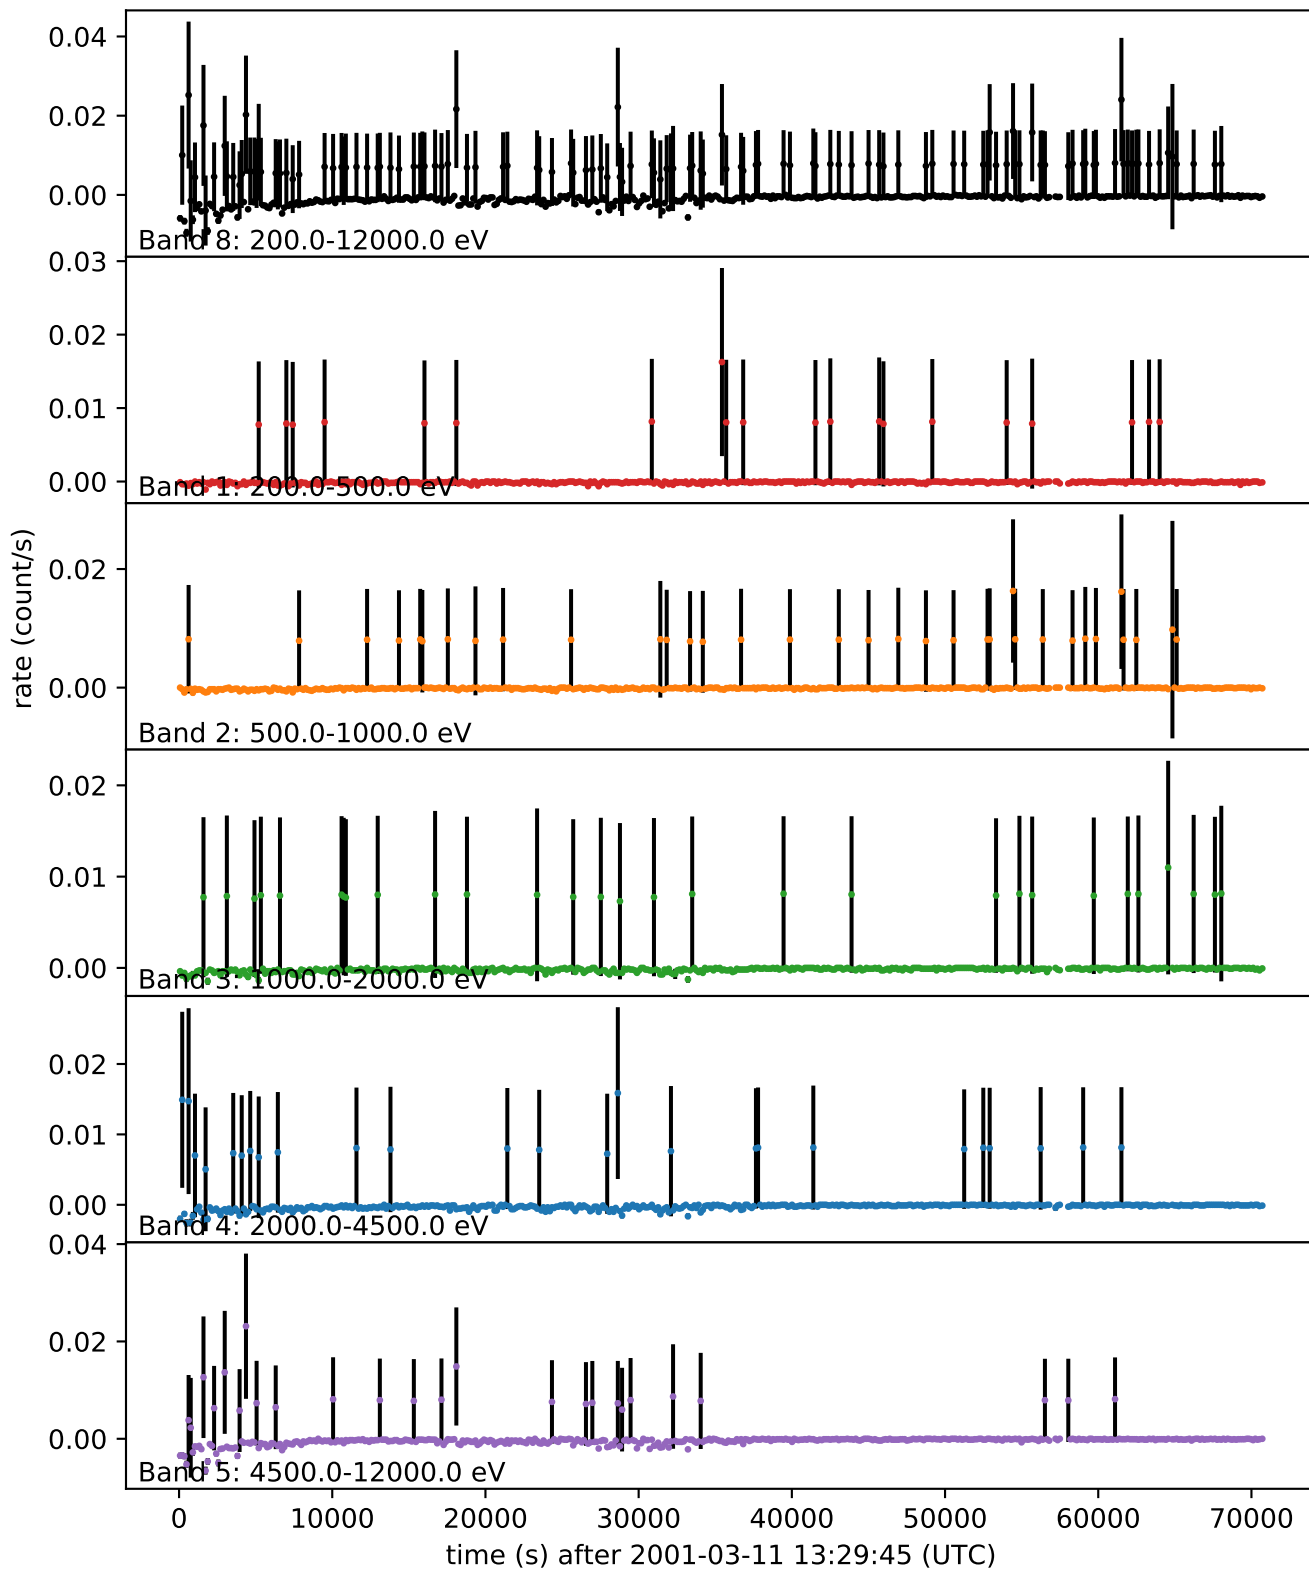 0.04
0.02
0.00
Band 8: 200.0-12000.0 eV
0.03
0.02
0.01
0.00
Band 1: 200.0-500.0 eV
rate (count/s)
0.02
0.00
Band 2: 500.0-1000.0 eV
0.02
0.01
0.00
Band 3: 1000.0-2000.0 eV
0.02
0.01
0.00
Band 4: 2000.0-4500.0 eV
0.04
0.02
0.00
Band 5: 4500.0-12000.0 eV
0 10000 20000 30000 40000 50000 60000 70000
time (s) after 2001-03-11 13:29:45 (UTC)